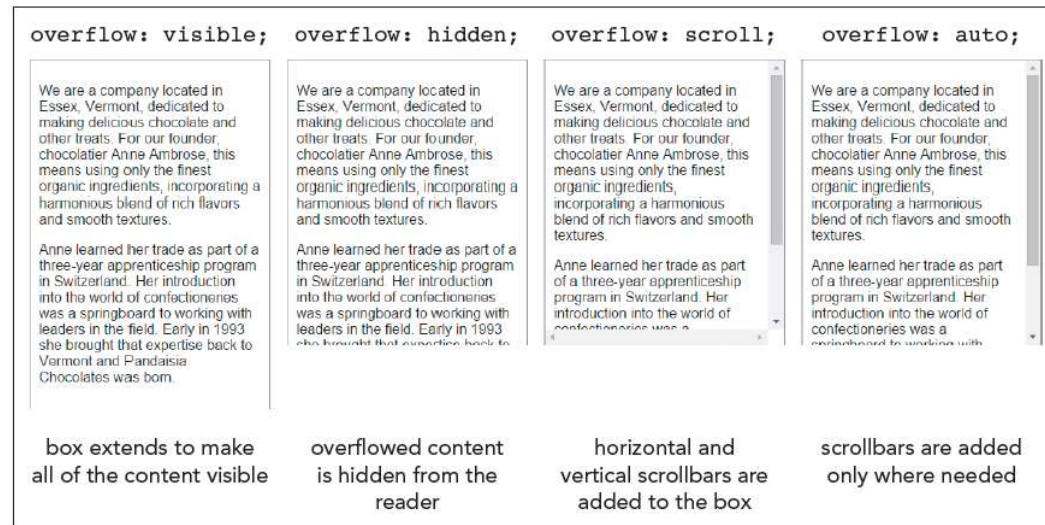 overflow: visible;
We are a company located in
Essex, Vermont, dedicated to
making delicious chocolate and
other treats. For our founder,
chocolatier Anne Ambrose, this
means using only the finest
organic ingredients, incorporating a
harmonious blend of rich flavors
and smooth textures.
Anne learned her trade as part of a
three-year apprenticeship program
in Switzerland. Her introduction
into the world of confectioneries
was a springboard to working with
leaders in the field. Early in 1993
she brought that expertise back to
Vermont and Pandaisia
Chocolates was born.
box extends to make
all of the content visible
overflow: hidden;
We are a company located in
Essex, Vermont, dedicated to
making delicious chocolate and
other treats. For our founder,
chocolatier Anne Ambrose, this
means using only the finest
organic ingredients, incorporating a
harmonious blend of rich flavors
and smooth textures.
Anne learned her trade as part of a
three-year apprenticeship program
in Switzerland. Her introduction
into the world of confectioneries
was a springboard to working with
leaders in the field. Early in 1993
she brought that expertise back to
overflowed content
is hidden from the
reader
overflow: scroll;
We are a company located in
Essex, Vermont, dedicated to
making delicious chocolate and
other treats. For our founder,
chocolatier Anne Ambrose, this
means using only the finest
organic ingredients,
incorporating a harmonious
blend of rich flavors and smooth
textures.
Anne learned her trade as part
of a three-year apprenticeship
program in Switzerland. Her
introduction into the world of
confectioneries was a
horizontal and
vertical scrollbars are
added to the box
overflow: auto;
We are a company located in
Essex, Vermont, dedicated to
making delicious chocolate and
other treats. For our founder,
chocolatier Anne Ambrose, this
means using only the finest
organic ingredients,
incorporating a harmonious
blend of rich flavors and smooth
textures.
Anne learned her trade as part
of a three-year apprenticeship
program in Switzerland. Her
introduction into the world of
confectioneries was a
springboard to working with
scrollbars are added
only where needed